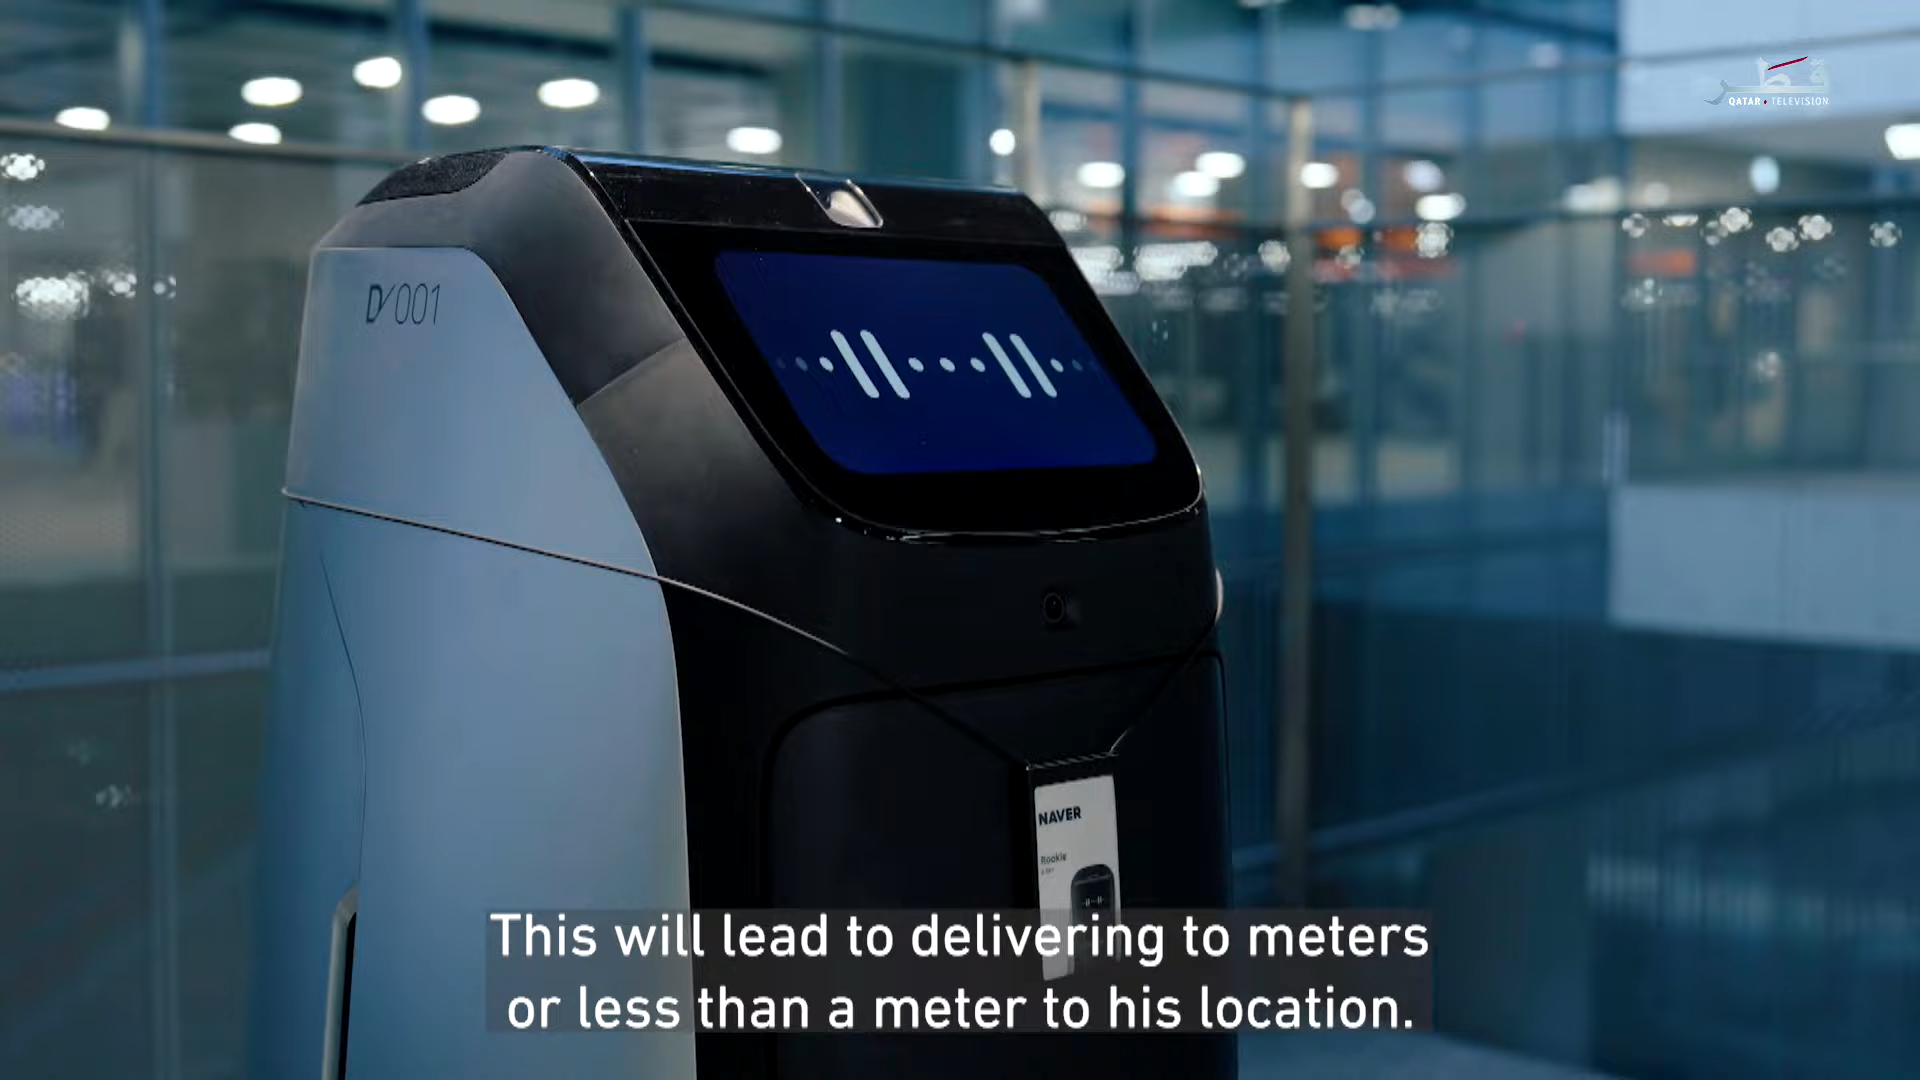 قطر
QATAR TELEVISION
D/001
NAVER
Rookie
This will lead to delivering to meters
or less than a meter to his location.